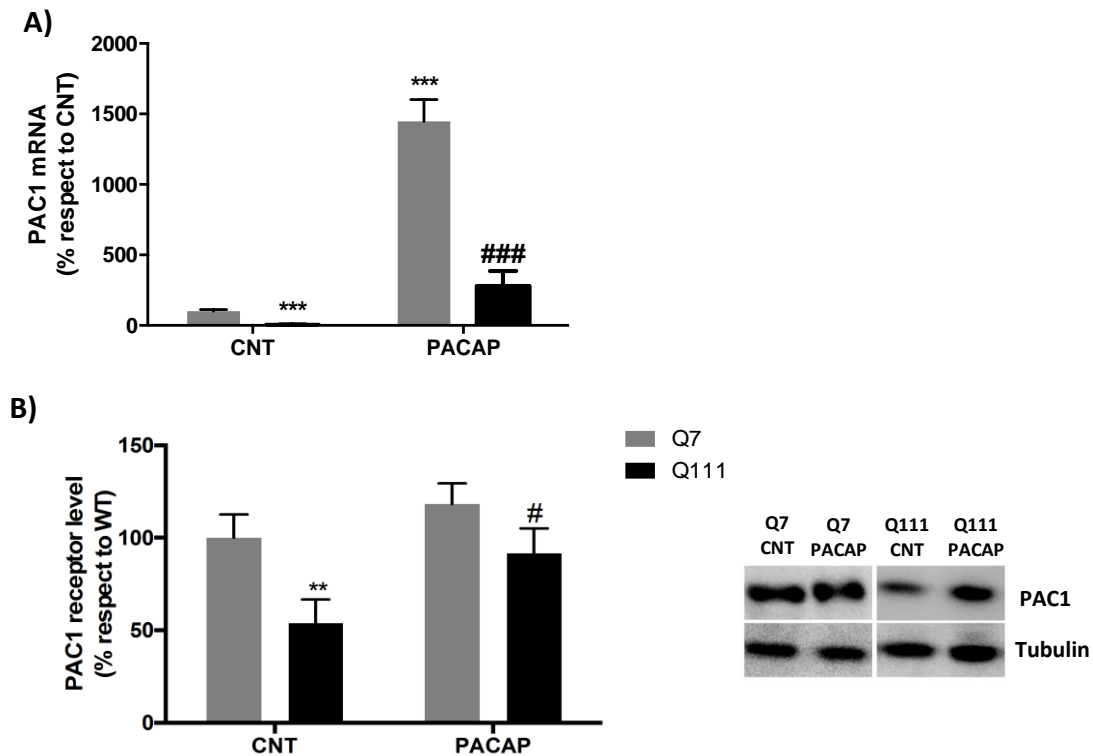 A)
PAC1 mRNA
(% respect to CNT)
2000
1500
1000
500
0
***
***
###
CNT PACAP
B)
PAC1 receptor level
(% respect to WT)
150
100
50
0
**
#
CNT PACAP
Q7
Q111
Q7 Q7 Q111 Q111
CNT PACAP CNT PACAP
PAC1
Tubulin